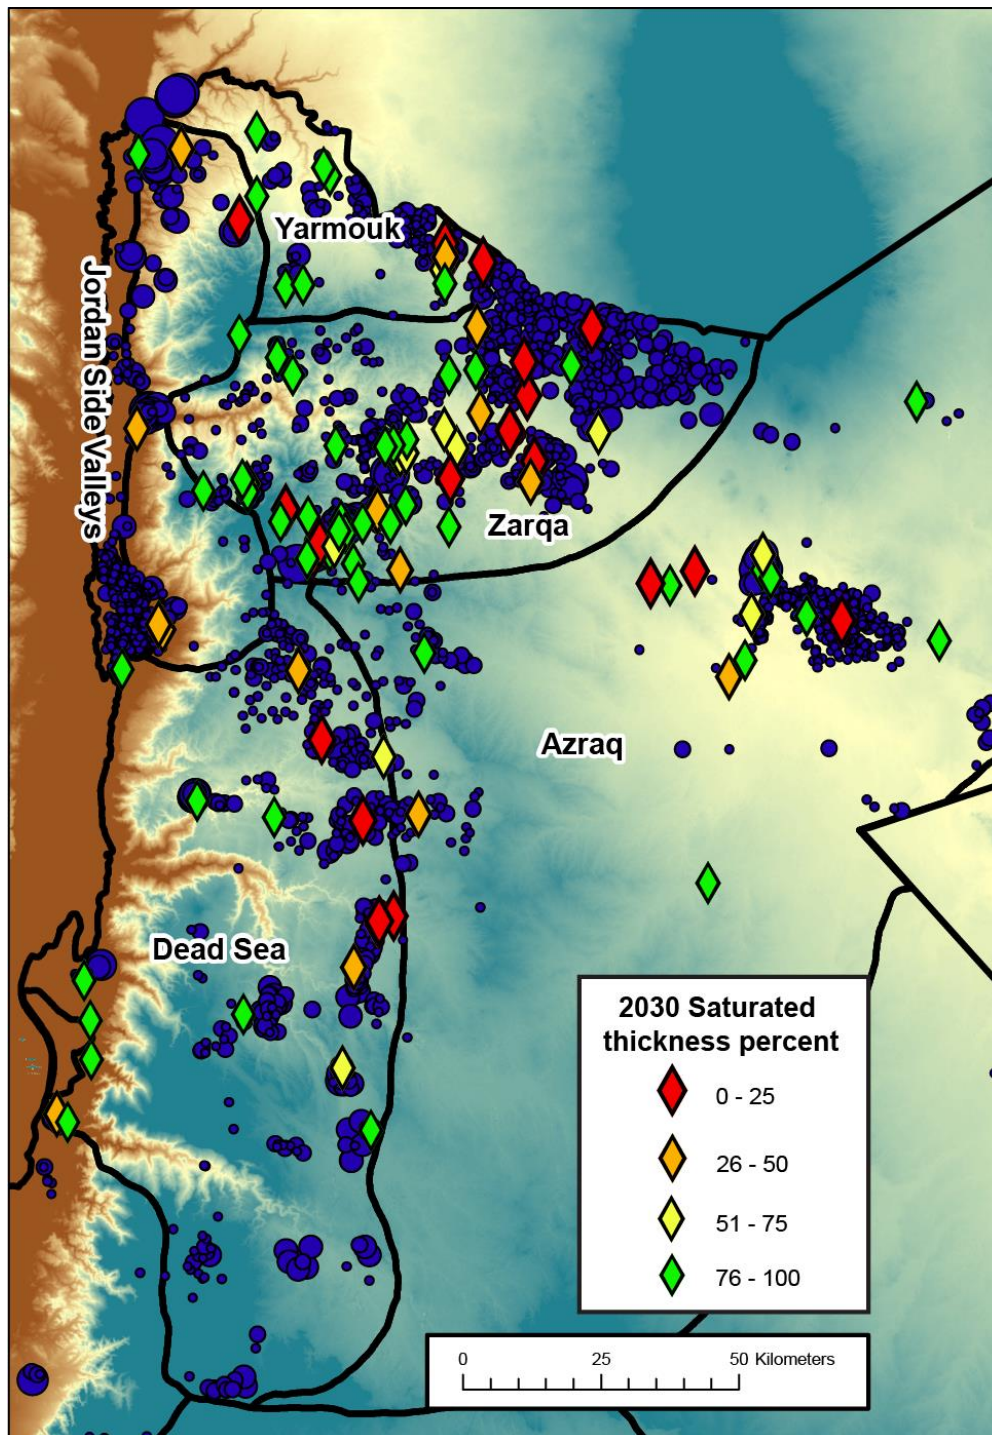 Yarmouk
Jordan Side Valleys
Zarqa
Azraq
Dead Sea
2030 Saturated
thickness percent
0 - 25
26 - 50
51 - 75
76 - 100
0 25 50 Kilometers